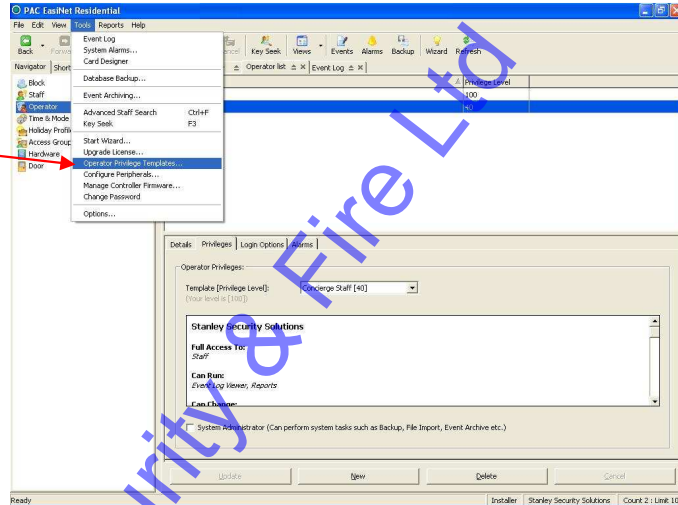 PAC EasiNet Residential
File Edit View Tools Reports Help
Back Key Seek Views Events Alarms Backup Wizard Refresh
Navigator Operator list Event Log
Event Log
System Alarms...
Card Designer
Database Backup...
Event Archiving...
Advanced Staff Search Ctrl+F
Key Seek F3
Start Wizard...
Upgrade License...
Operator Privilege Templates...
Configure Peripherals...
Manage Controller Firmware...
Change Password
Options...
Block
Staff
Operator
Time & Mode
Holiday Profil
Access Group
Hardware
Door
Privilege Level
100
40
Details Privileges Login Options Alarms
Operator Privileges:
Template [Privilege Level]: Concierge Staff [40]
(Your level is [100])
Stanley Security Solutions
Full Access To:
Staff
Can Run:
Event Log Viewer, Reports
Can Change:
System Administrator (Can perform system tasks such as Backup, File Import, Event Archive etc.)
Update New Delete Cancel
Ready Installer Stanley Security Solutions Count 2 : Limit 10
urity & Fire Ltd